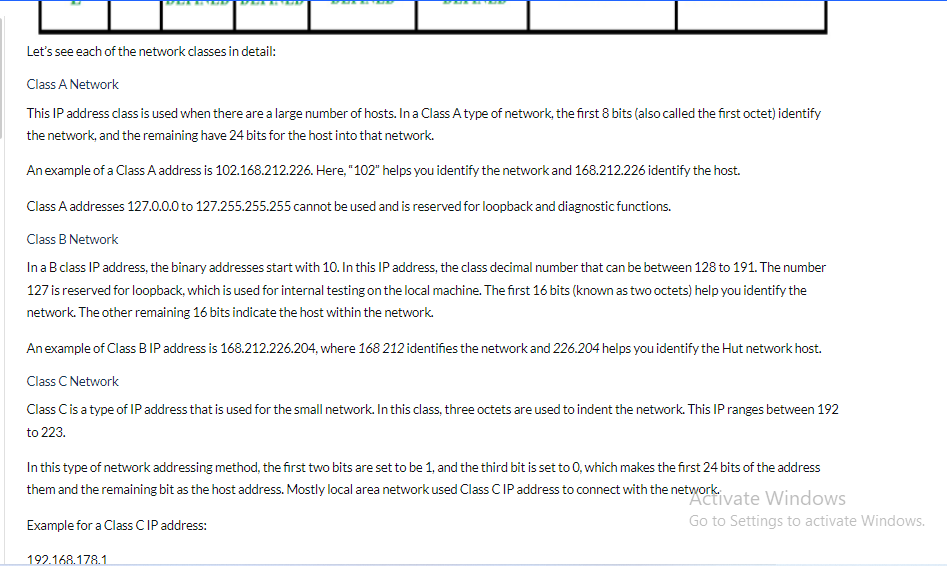 Let's see each of the network classes in detail:
Class A Network
This IP address class is used when there are a large number of hosts. In a Class A type of network, the first 8 bits (also called the first octet) identify
the network, and the remaining have 24 bits for the host into that network.
An example of a Class A address is 102.168.212.226. Here, "102" helps you identify the network and 168.212.226 identify the host.
Class A addresses 127.0.0.0 to 127.255.255.255 cannot be used and is reserved for loopback and diagnostic functions.
Class B Network
In a B class IP address, the binary addresses start with 10. In this IP address, the class decimal number that can be between 128 to 191. The number
127 is reserved for loopback, which is used for internal testing on the local machine. The first 16 bits (known as two octets) help you identify the
network. The other remaining 16 bits indicate the host within the network.
An example of Class B IP address is 168.212.226.204, where 168 212 identifies the network and 226.204 helps you identify the Hut network host.
Class C Network
Class C is a type of IP address that is used for the small network. In this class, three octets are used to indent the network. This IP ranges between 192
to 223.
In this type of network addressing method, the first two bits are set to be 1, and the third bit is set to 0, which makes the first 24 bits of the address
them and the remaining bit as the host address. Mostly local area network used Class C IP address to connect with the network.
Activate Windows
Go to Settings to activate Windows.
Example for a Class C IP address:
192.168.178.1